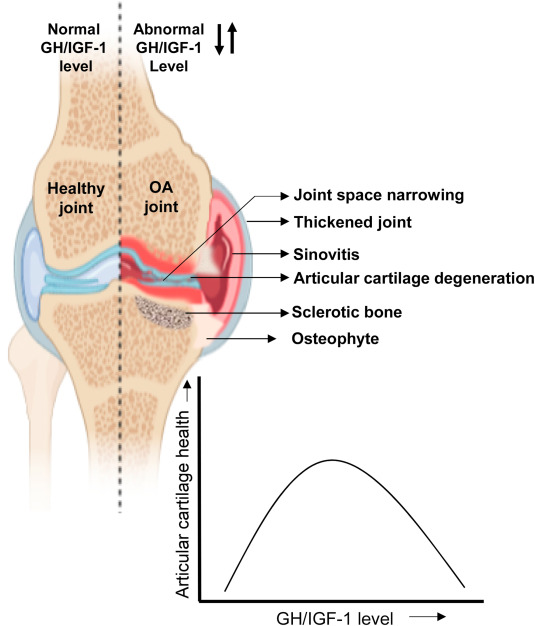 Normal
GH/IGF-1
level
Abnormal
GH/IGF-1
Level
Healthy
joint
OA
joint
Joint space narrowing
Thickened joint
Sinovitis
Articular cartilage degeneration
Sclerotic bone
Osteophyte
Articular cartilage health
GH/IGF-1 level